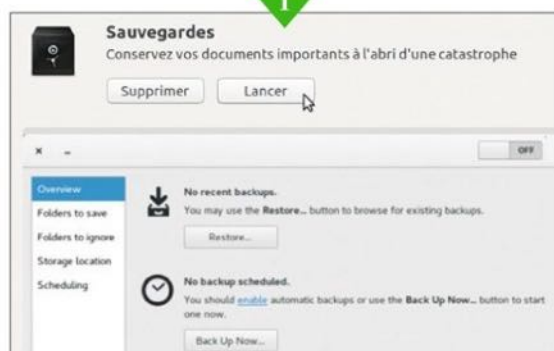 1
Sauvegardes
Conservez vos documents importants à l'abri d'une catastrophe
Supprimer
Lancer
OFF
Overview
Folders to save
Folders to ignore
Storage location
Scheduling
No recent backups.
You may use the Restore... button to browse for existing backups.
Restore...
No backup scheduled.
You should enable automatic backups or use the Back Up Now... button to start
one now.
Back Up Now...